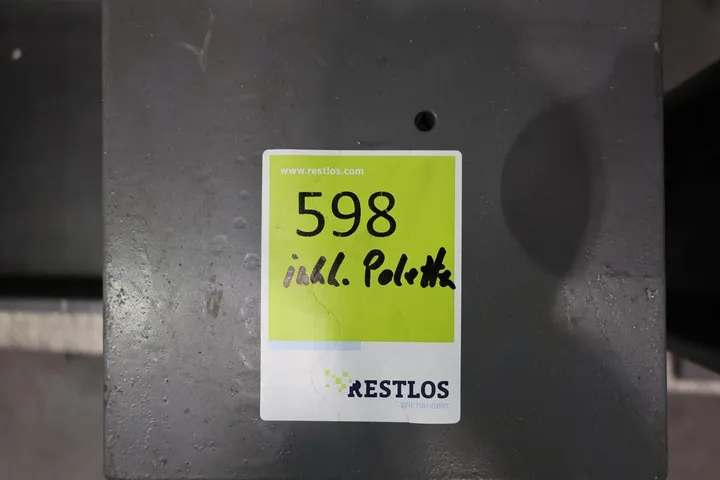 www.restlos.com
598
inkl. Palette
RESTLOS
Wir handeln.